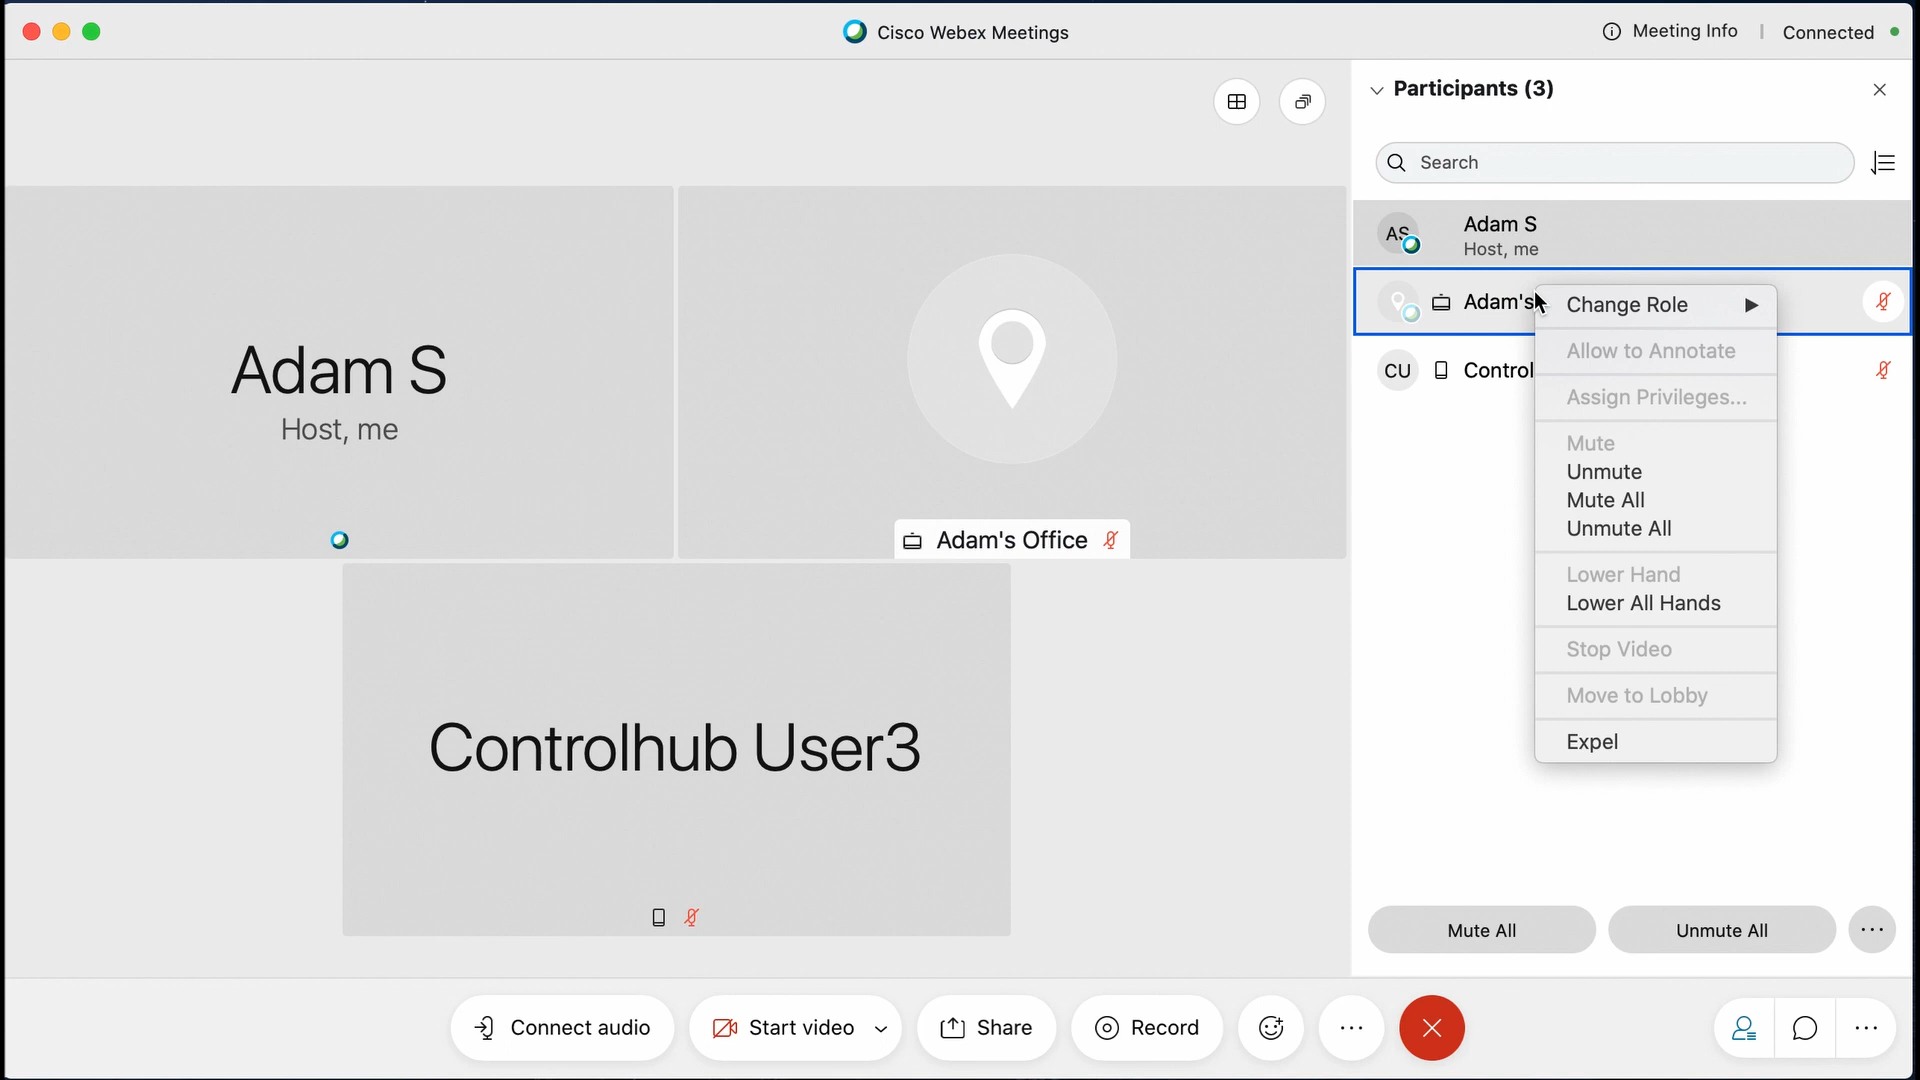 Cisco Webex Meetings
Meeting Info
Connected
Participants (3)
Search
AS
Adam S
Host, me
Adam's
CU
Control
Change Role
Allow to Annotate
Assign Privileges...
Mute
Unmute
Mute All
Unmute All
Lower Hand
Lower All Hands
Stop Video
Move to Lobby
Expel
Adam S
Host, me
Adam's Office
Controlhub User3
Mute All
Unmute All
Connect audio
Start video
Share
Record